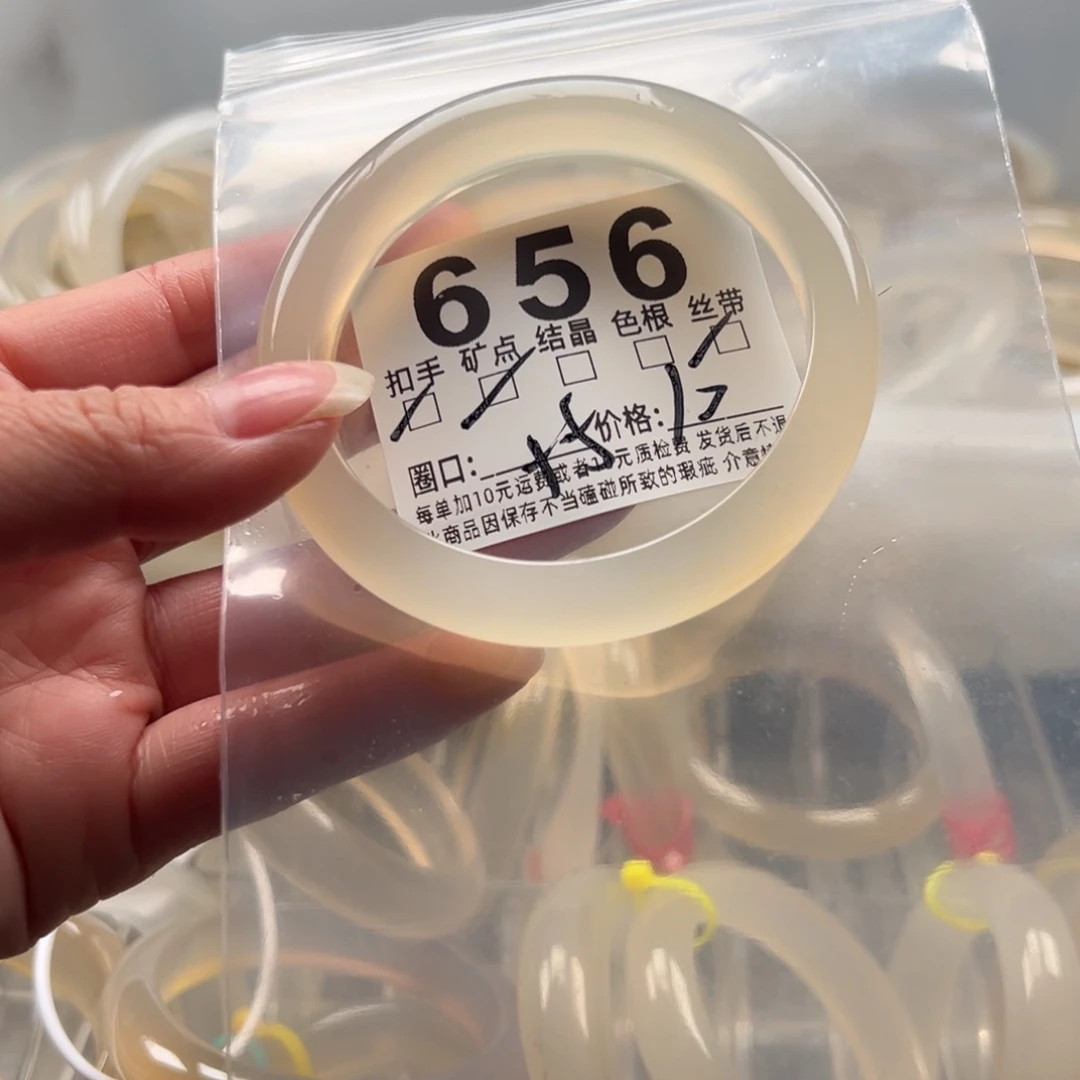 656
扣手 矿点 结晶 色根 丝带
圈口: 价格:
每单加10元运费或者10元质检费 发货后不退
商品因保存不当磕碰所致的瑕疵 介意